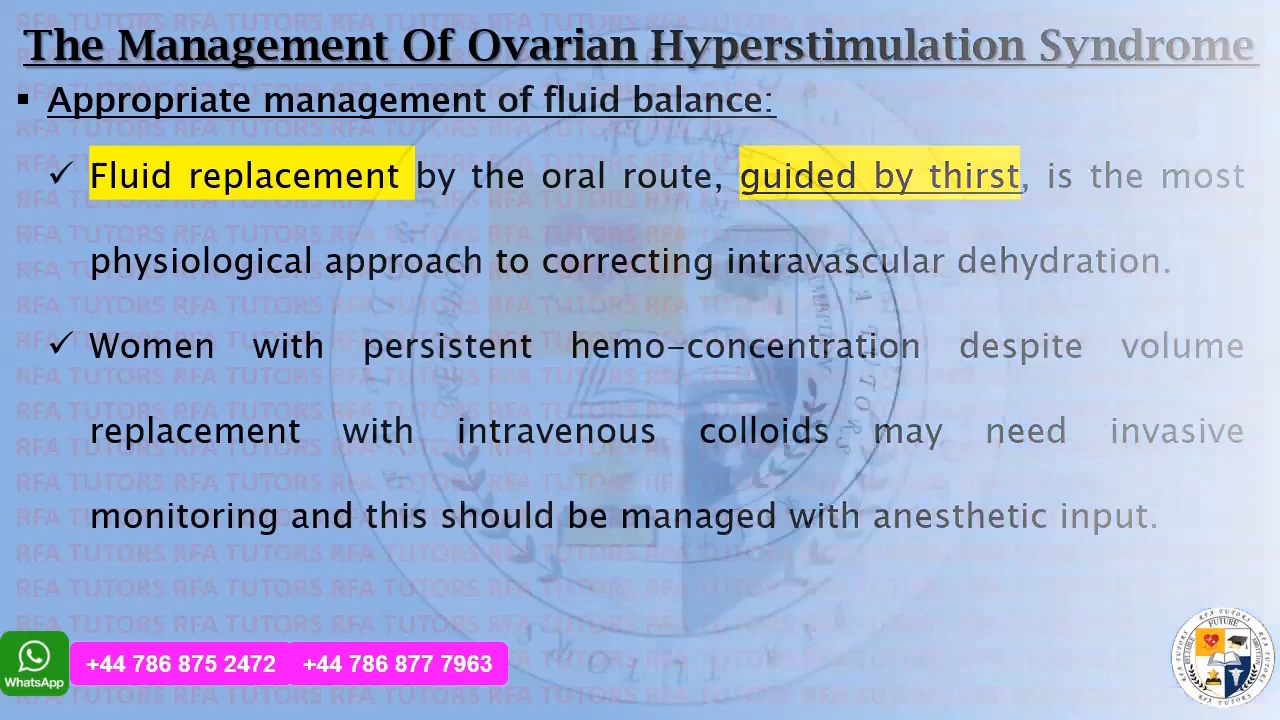 The Management Of Ovarian Hyperstimulation Syndrome
▪ Appropriate management of fluid balance:
✓ Fluid replacement by the oral route, guided by thirst, is the most
physiological approach to correcting intravascular dehydration.
✓ Women with persistent hemo-concentration despite volume
replacement with intravenous colloids may need invasive
monitoring and this should be managed with anesthetic input.
WhatsApp
+44 786 875 2472 +44 786 877 7963
RFA TUTORS
FUTURE